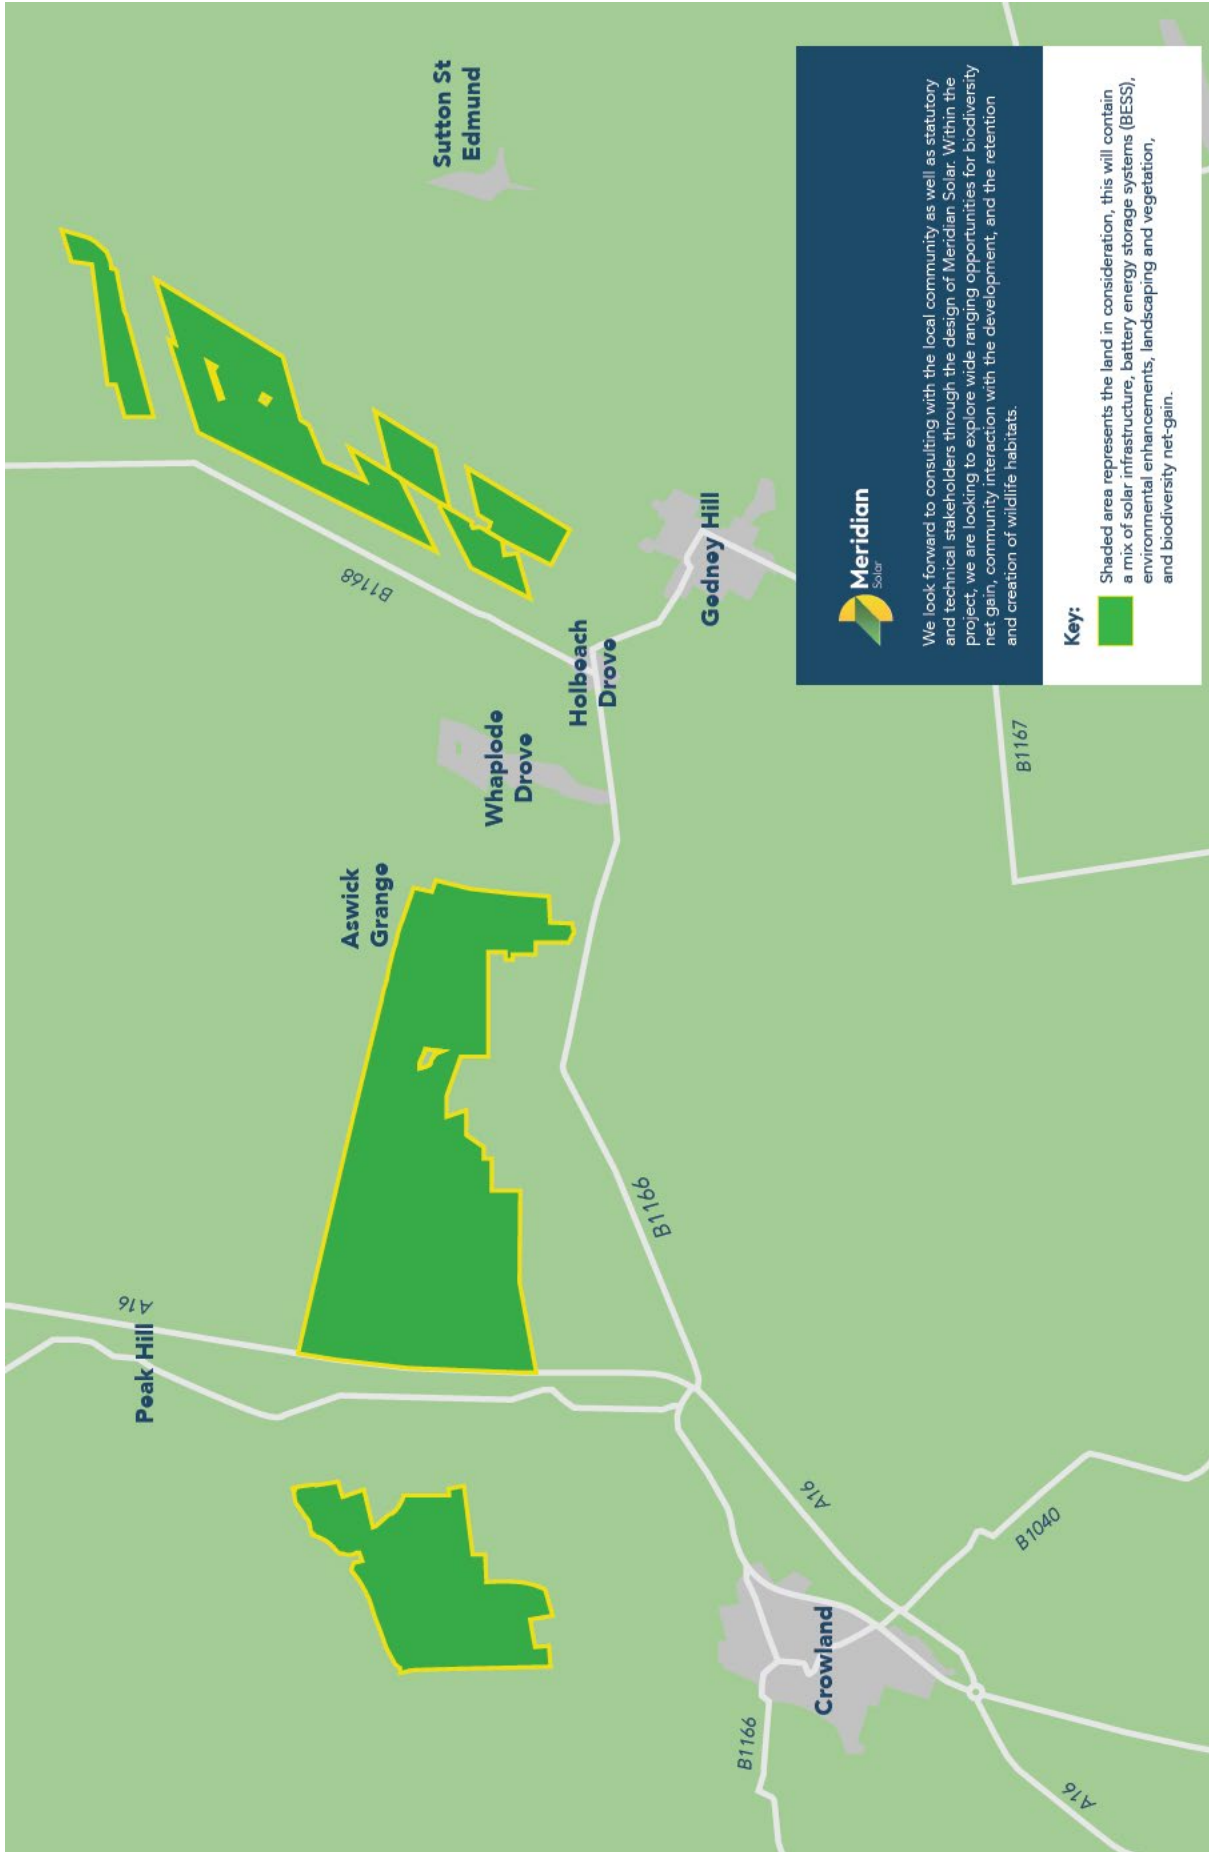 Peak Hill
A16
Aswick
Grange
B1168
Sutton St
Edmund
Whaplode
Drove
Holbeach
Drove
B1166
Gedney Hill
B1166
Crowland
A16
B1040
B1167
A16
Meridian
Solar
We look forward to consulting with the local community as well as statutory
and technical stakeholders through the design of Meridian Solar. Within the
project, we are looking to explore wide ranging opportunities for biodiversity
net gain, community interaction with the development, and the retention
and creation of wildlife habitats.
Key:
Shaded area represents the land in consideration, this will contain
a mix of solar infrastructure, battery energy storage systems (BESS),
environmental enhancements, landscaping and vegetation,
and biodiversity net-gain.